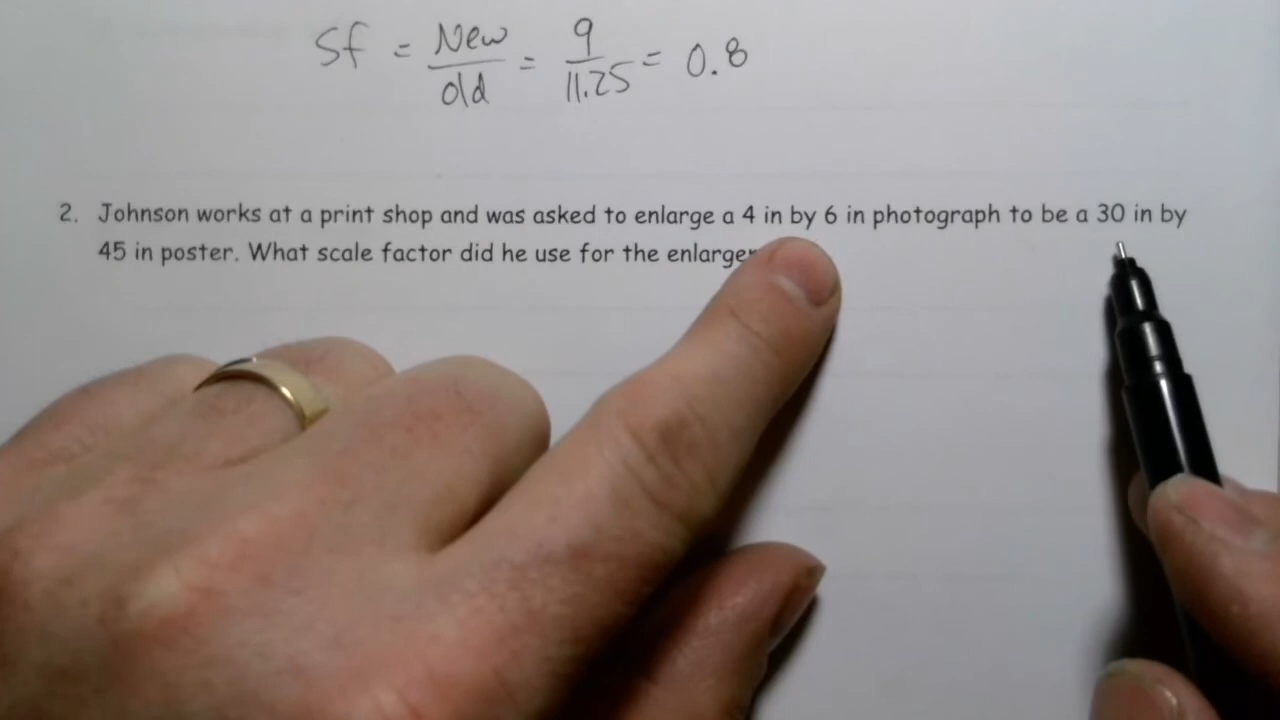 Sf = New/old = 9/11.25 = 0.8
2. Johnson works at a print shop and was asked to enlarge a 4 in by 6 in photograph to be a 30 in by
45 in poster. What scale factor did he use for the